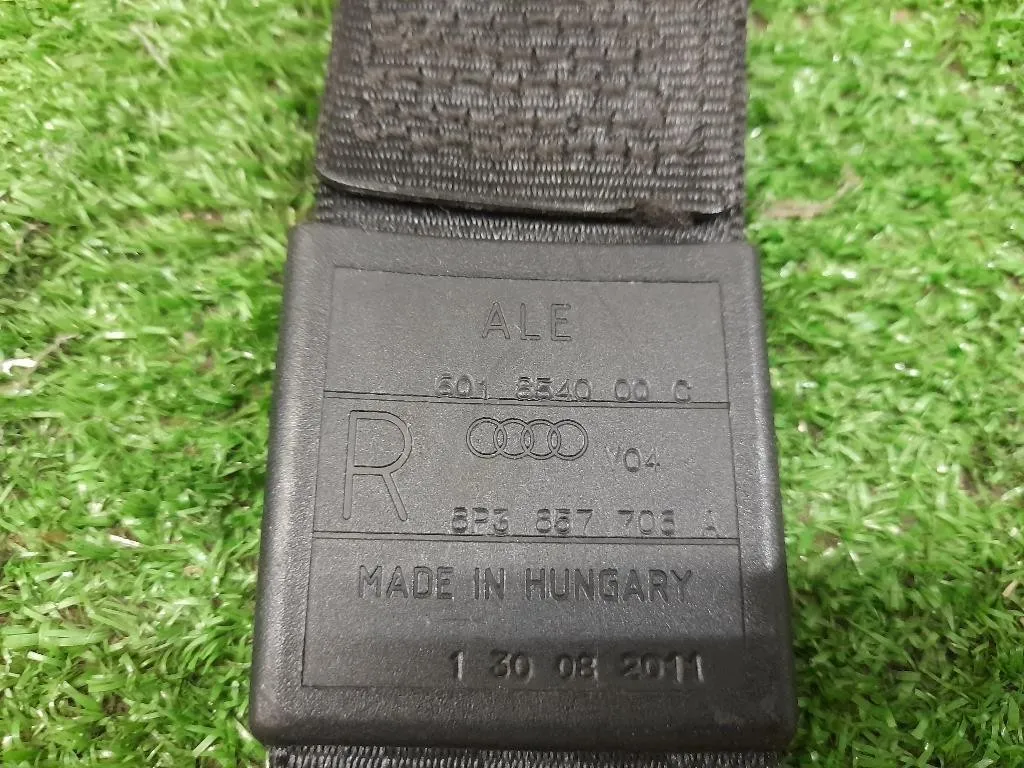 ALE
601 8540 00 C
R
Y04
8P3 857 706 A
MADE IN HUNGARY
1 30 08 2011